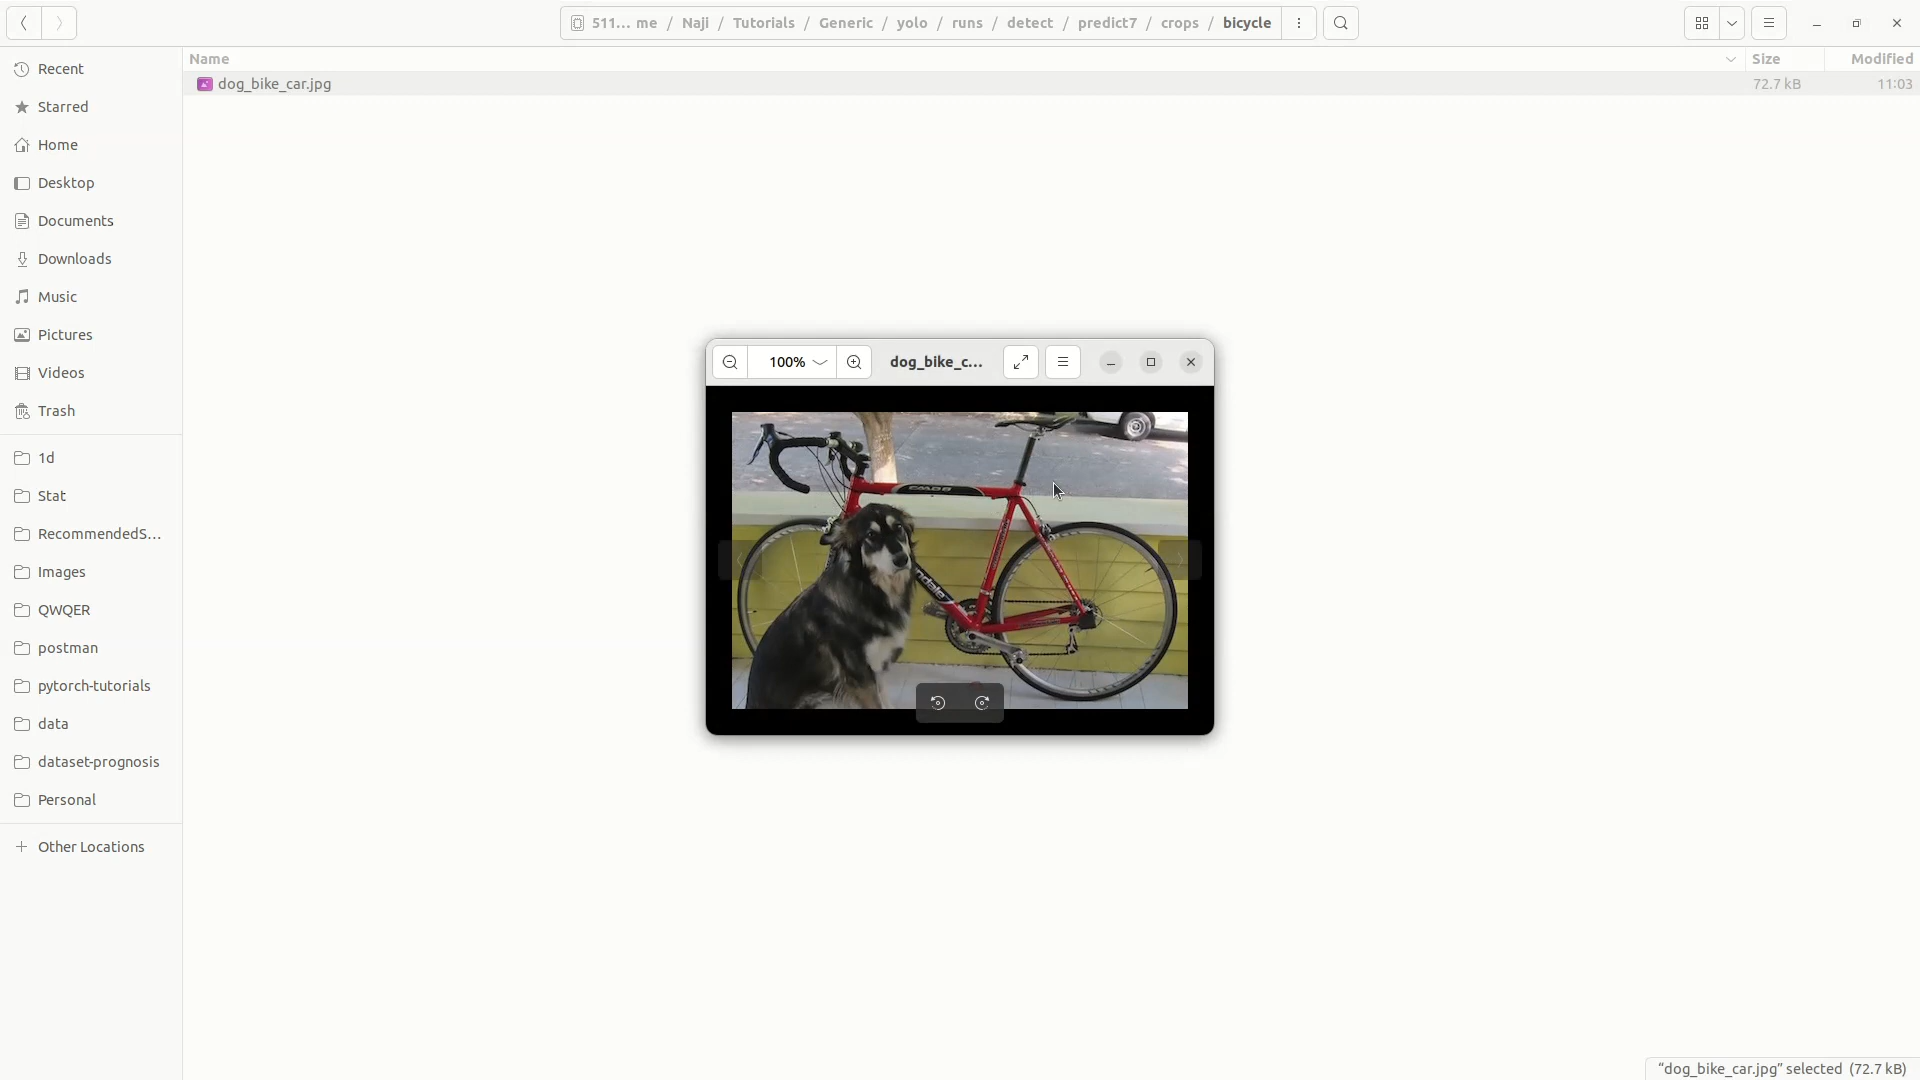 511... me / Naji / Tutorials / Generic / yolo / runs / detect / predict7 / crops / bicycle
Name Size Modified
dog_bike_car.jpg 72.7 kB 11:03
Recent
Starred
Home
Desktop
Documents
Downloads
Music
Pictures
Videos
Trash
1d
Stat
RecommendedS...
Images
QWQER
postman
pytorch-tutorials
data
dataset-prognosis
Personal
+ Other Locations
100% dog_bike_c...
"dog_bike_car.jpg" selected (72.7 kB)